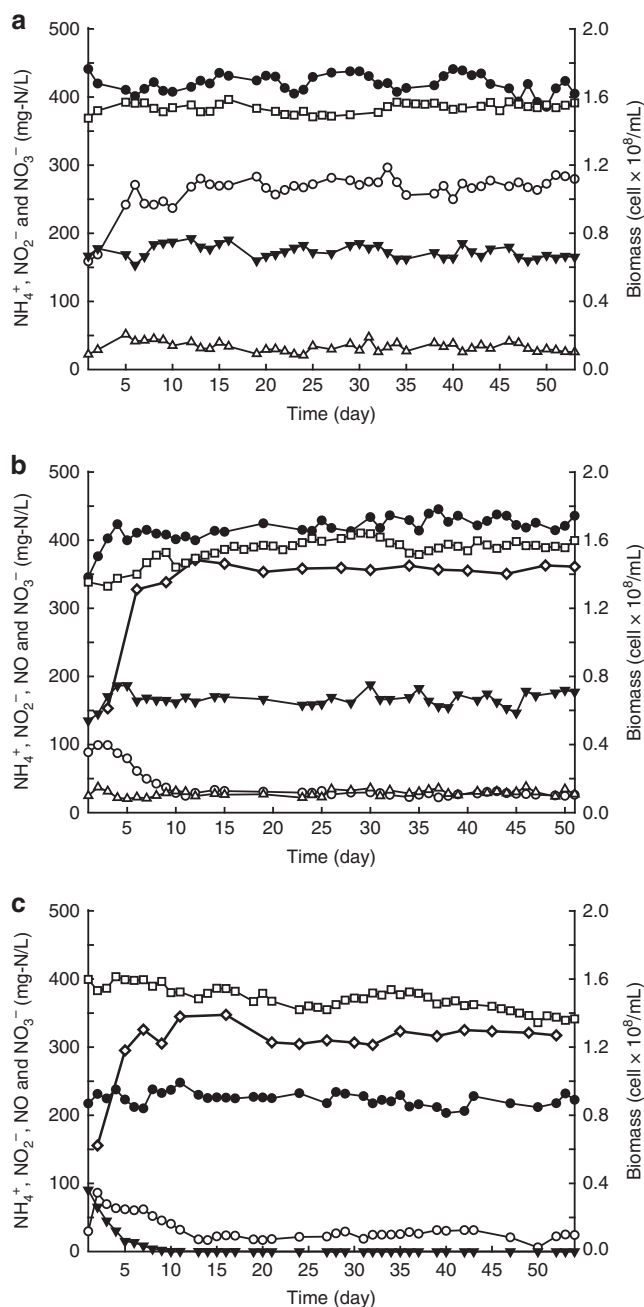 a
500
400
300
200
100
0
NH₄⁺, NO₂⁻ and NO₃⁻ (mg-N/L)
2.0
1.6
1.2
0.8
0.4
0.0
Biomass (cell × 10⁸/mL)
5 10 15 20 25 30 35 40 45 50
Time (day)
b
500
400
300
200
100
0
NH₄⁺, NO₂⁻, NO and NO₃⁻ (mg-N/L)
2.0
1.6
1.2
0.8
0.4
0.0
Biomass (cell × 10⁸/mL)
5 10 15 20 25 30 35 40 45 50
Time (day)
c
500
400
300
200
100
0
NH₄⁺, NO₂⁻, NO and NO₃⁻ (mg-N/L)
2.0
1.6
1.2
0.8
0.4
0.0
Biomass (cell × 10⁸/mL)
5 10 15 20 25 30 35 40 45 50
Time (day)